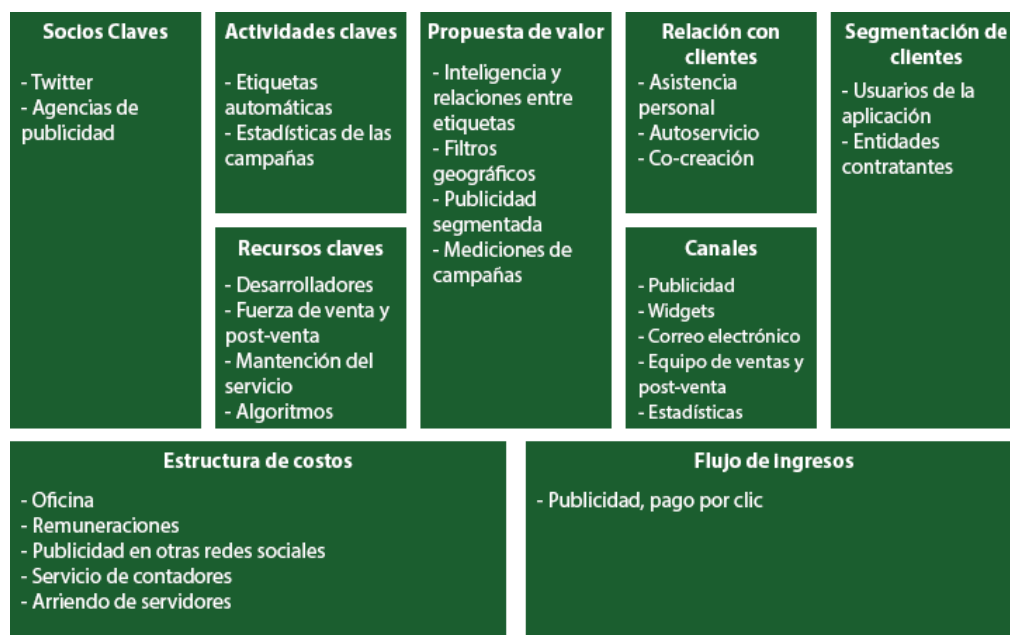 Socios Claves
- Twitter
- Agencias de
publicidad
Actividades claves
- Etiquetas
automáticas
- Estadísticas de las
campañas
Recursos claves
- Desarrolladores
- Fuerza de venta y
post-venta
- Mantención del
servicio
- Algoritmos
Propuesta de valor
- Inteligencia y
relaciones entre
etiquetas
- Filtros
geográficos
- Publicidad
segmentada
- Mediciones de
campañas
Relación con
clientes
- Asistencia
personal
- Autoservicio
- Co-creación
Canales
- Publicidad
- Widgets
- Correo electrónico
- Equipo de ventas y
post-venta
- Estadísticas
Segmentación de
clientes
- Usuarios de la
aplicación
- Entidades
contratantes
Estructura de costos
- Oficina
- Remuneraciones
- Publicidad en otras redes sociales
- Servicio de contadores
- Arriendo de servidores
Flujo de ingresos
- Publicidad, pago por clic